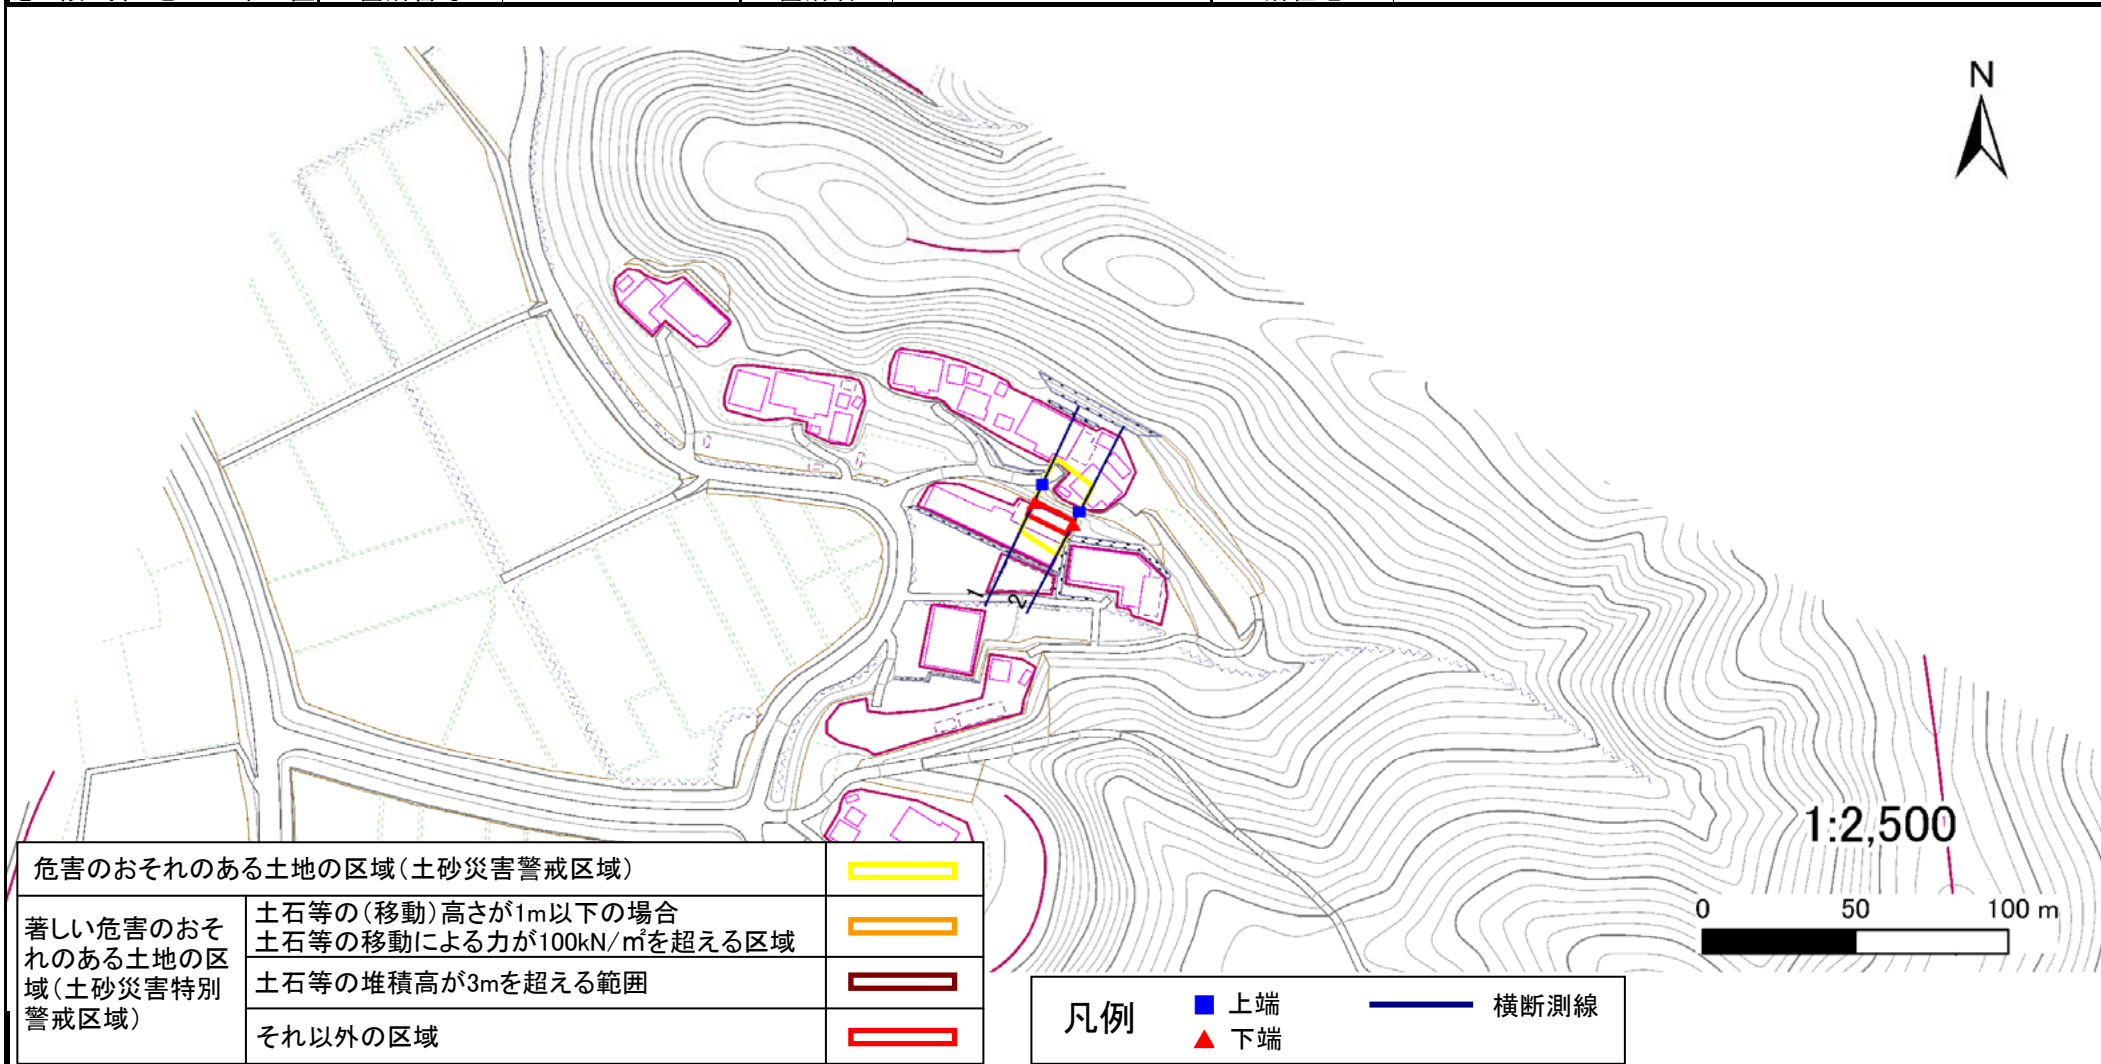 N
1
2
1:2,500
0 50 100 m
危害のおそれのある土地の区域(土砂災害警戒区域)
著しい危害のおそ
れのある土地の区
域(土砂災害特別
警戒区域)
土石等の(移動)高さが1m以下の場合
土石等の移動による力が100kN/㎡を超える区域
土石等の堆積高が3mを超える範囲
それ以外の区域
凡例
上端
下端
横断測線